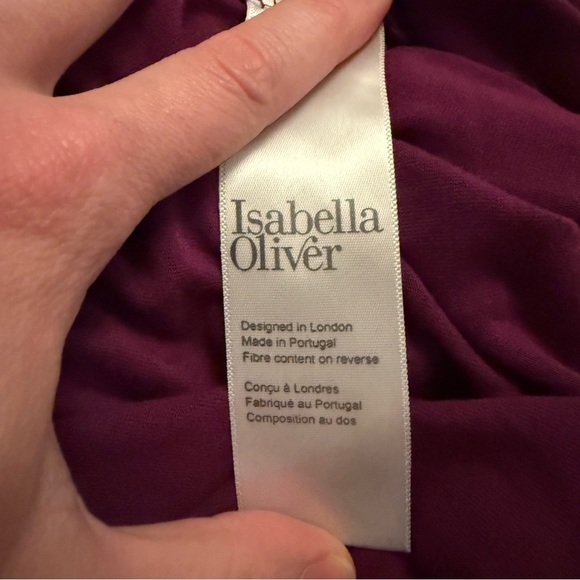 Isabella
Oliver
Designed in London
Made in Portugal
Fibre content on reverse
Conçu à Londres
Fabriqué au Portugal
Composition au dos